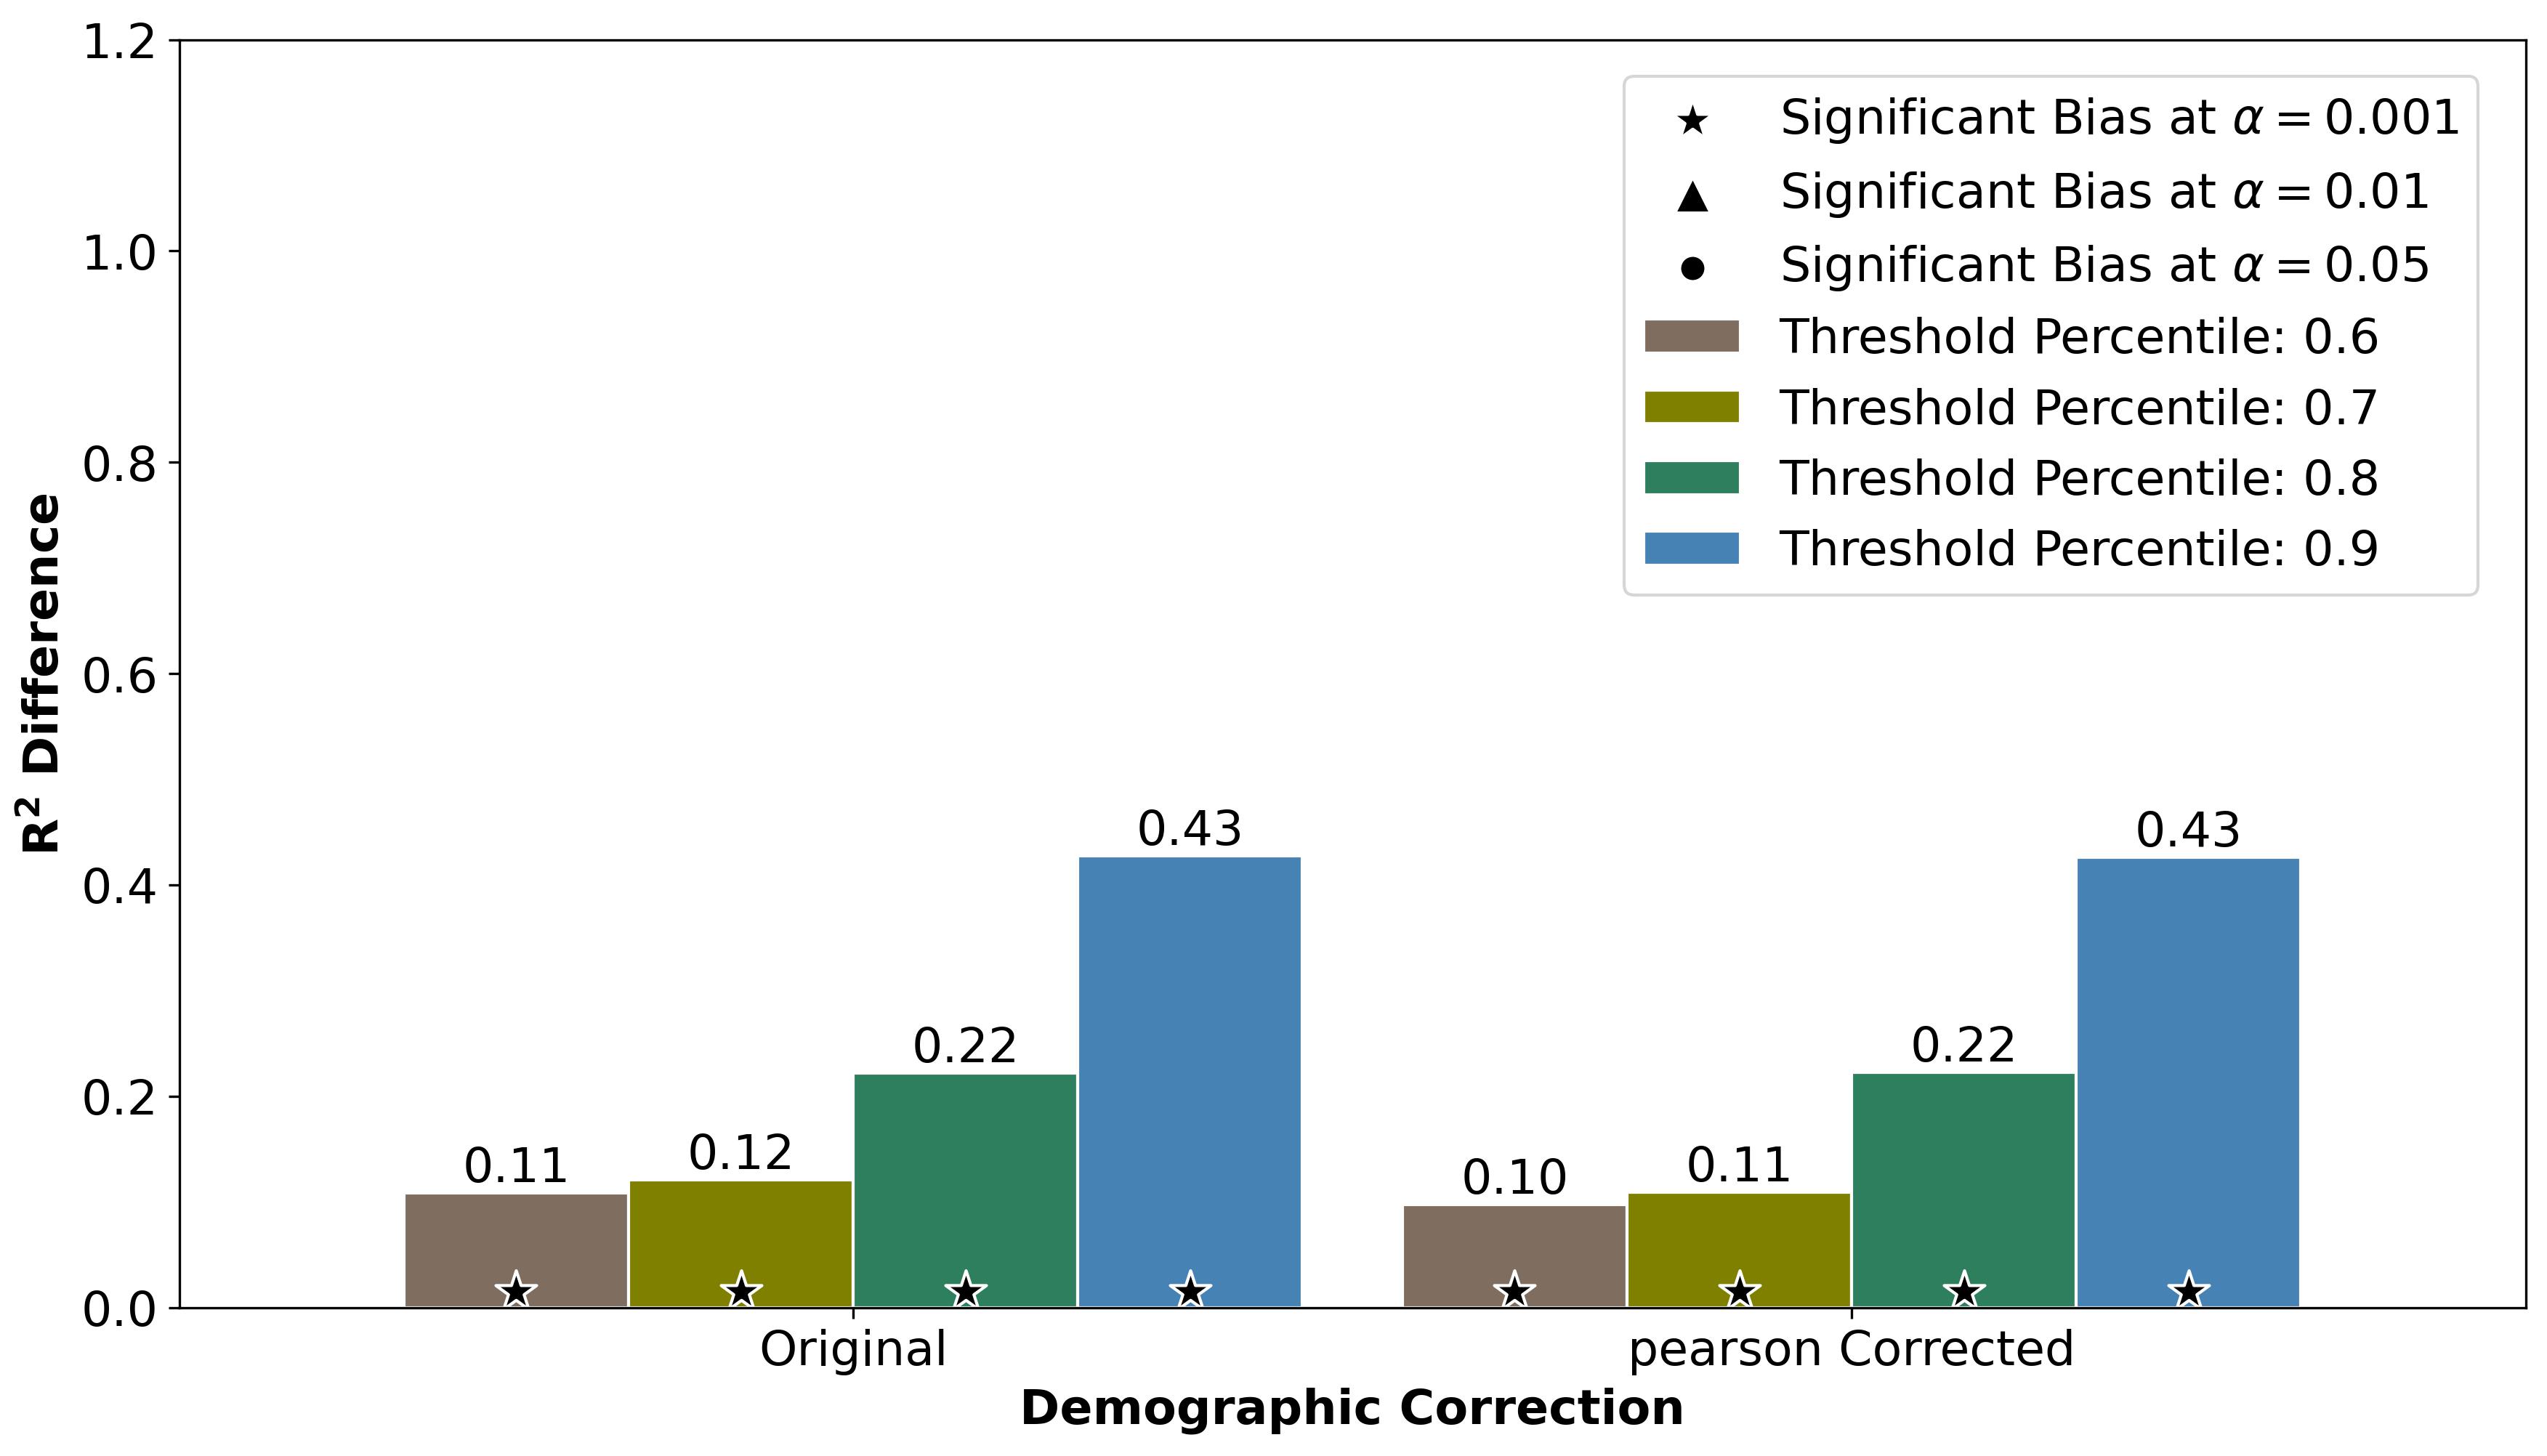 1.2
1.0
0.8
0.6
0.4
0.2
0.0
R² Difference
Significant Bias at α = 0.001
Significant Bias at α = 0.01
Significant Bias at α = 0.05
Threshold Percentile: 0.6
Threshold Percentile: 0.7
Threshold Percentile: 0.8
Threshold Percentile: 0.9
0.11
0.12
0.22
0.43
0.10
0.11
0.22
0.43
Original
pearson Corrected
Demographic Correction